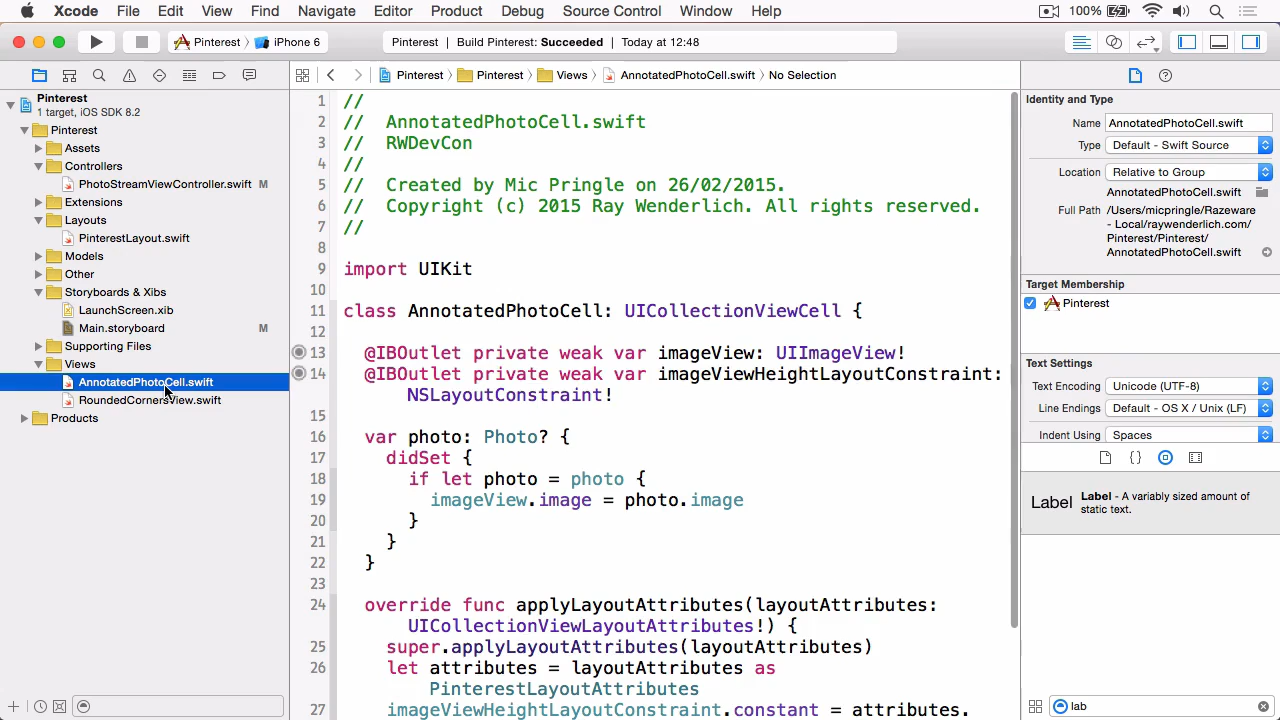 Xcode File Edit View Find Navigate Editor Product Debug Source Control Window Help 100%
Pinterest iPhone 6 Pinterest | Build Pinterest: Succeeded | Today at 12:48
Pinterest Pinterest Views AnnotatedPhotoCell.swift No Selection
Pinterest
1 target, iOS SDK 8.2
Pinterest
Assets
Controllers
PhotoStreamViewController.swift M
Extensions
Layouts
PinterestLayout.swift
Models
Other
Storyboards & Xibs
LaunchScreen.xib
Main.storyboard M
Supporting Files
Views
AnnotatedPhotoCell.swift
RoundedCornersView.swift
Products
1 //
2 //  AnnotatedPhotoCell.swift
3 //  RWDevCon
4 //
5 //  Created by Mic Pringle on 26/02/2015.
6 //  Copyright (c) 2015 Ray Wenderlich. All rights reserved.
7 //
8
9 import UIKit
10
11 class AnnotatedPhotoCell: UICollectionViewCell {
12
13   @IBOutlet private weak var imageView: UIImageView!
14   @IBOutlet private weak var imageViewHeightLayoutConstraint:
NSLayoutConstraint!
15
16   var photo: Photo? {
17     didSet {
18       if let photo = photo {
19         imageView.image = photo.image
20       }
21     }
22   }
23
24   override func applyLayoutAttributes(layoutAttributes:
UICollectionViewLayoutAttributes!) {
25     super.applyLayoutAttributes(layoutAttributes)
26     let attributes = layoutAttributes as
PinterestLayoutAttributes
27     imageViewHeightLayoutConstraint.constant = attributes.
Identity and Type
Name AnnotatedPhotoCell.swift
Type Default - Swift Source
Location Relative to Group
AnnotatedPhotoCell.swift
Full Path /Users/micpringle/Razeware
- Local/raywenderlich.com/
Pinterest/Pinterest/
AnnotatedPhotoCell.swift
Target Membership
Pinterest
Text Settings
Text Encoding Unicode (UTF-8)
Line Endings Default - OS X / Unix (LF)
Indent Using Spaces
{}
Label Label - A variably sized amount of
static text.
lab